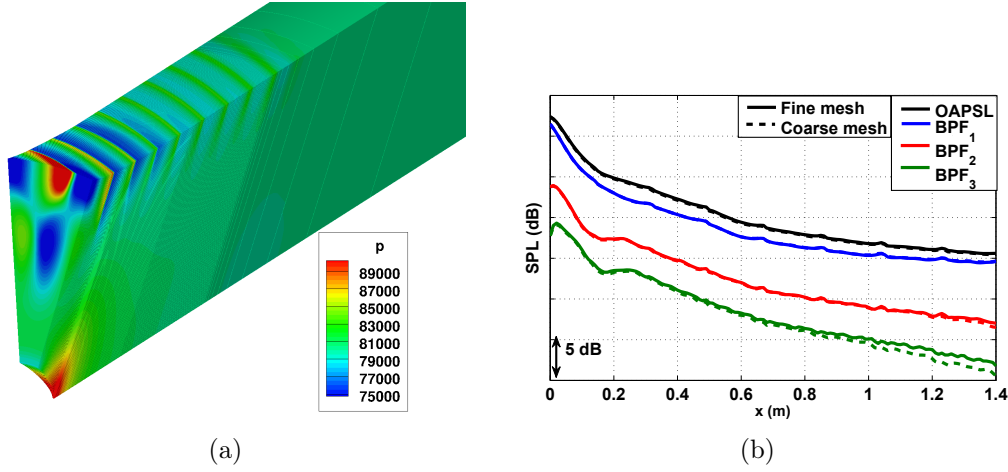 p
89000
87000
85000
83000
81000
79000
77000
75000
(a)
Fine mesh
Coarse mesh
OAPSL
BPF1
BPF2
BPF3
SPL (dB)
5 dB
0 0.2 0.4 0.6 0.8 1 1.2 1.4
x (m)
(b)